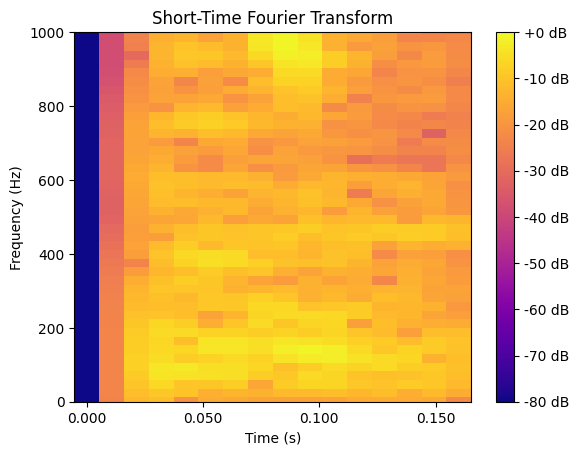 Short-Time Fourier Transform
1000
800
600
400
200
0
Frequency (Hz)
0.000
0.050
0.100
0.150
Time (s)
+0 dB
-10 dB
-20 dB
-30 dB
-40 dB
-50 dB
-60 dB
-70 dB
-80 dB